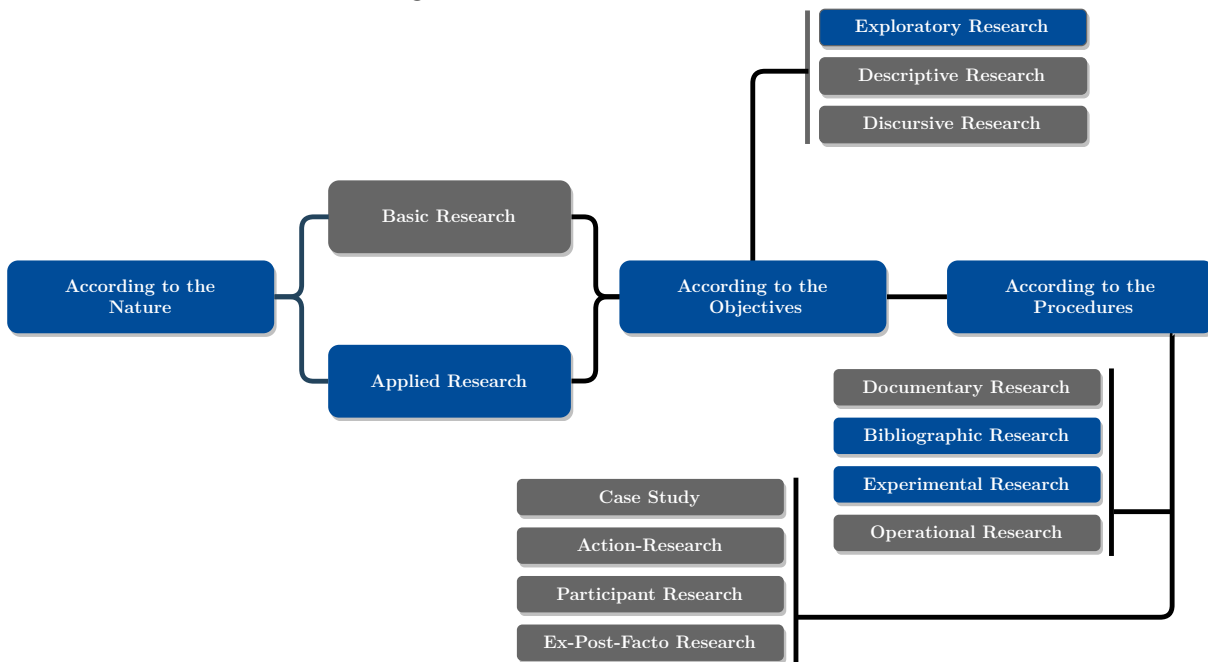 Exploratory Research
Descriptive Research
Discursive Research
Basic Research
According to the
Nature
According to the
Objectives
According to the
Procedures
Applied Research
Documentary Research
Bibliographic Research
Experimental Research
Operational Research
Case Study
Action-Research
Participant Research
Ex-Post-Facto Research